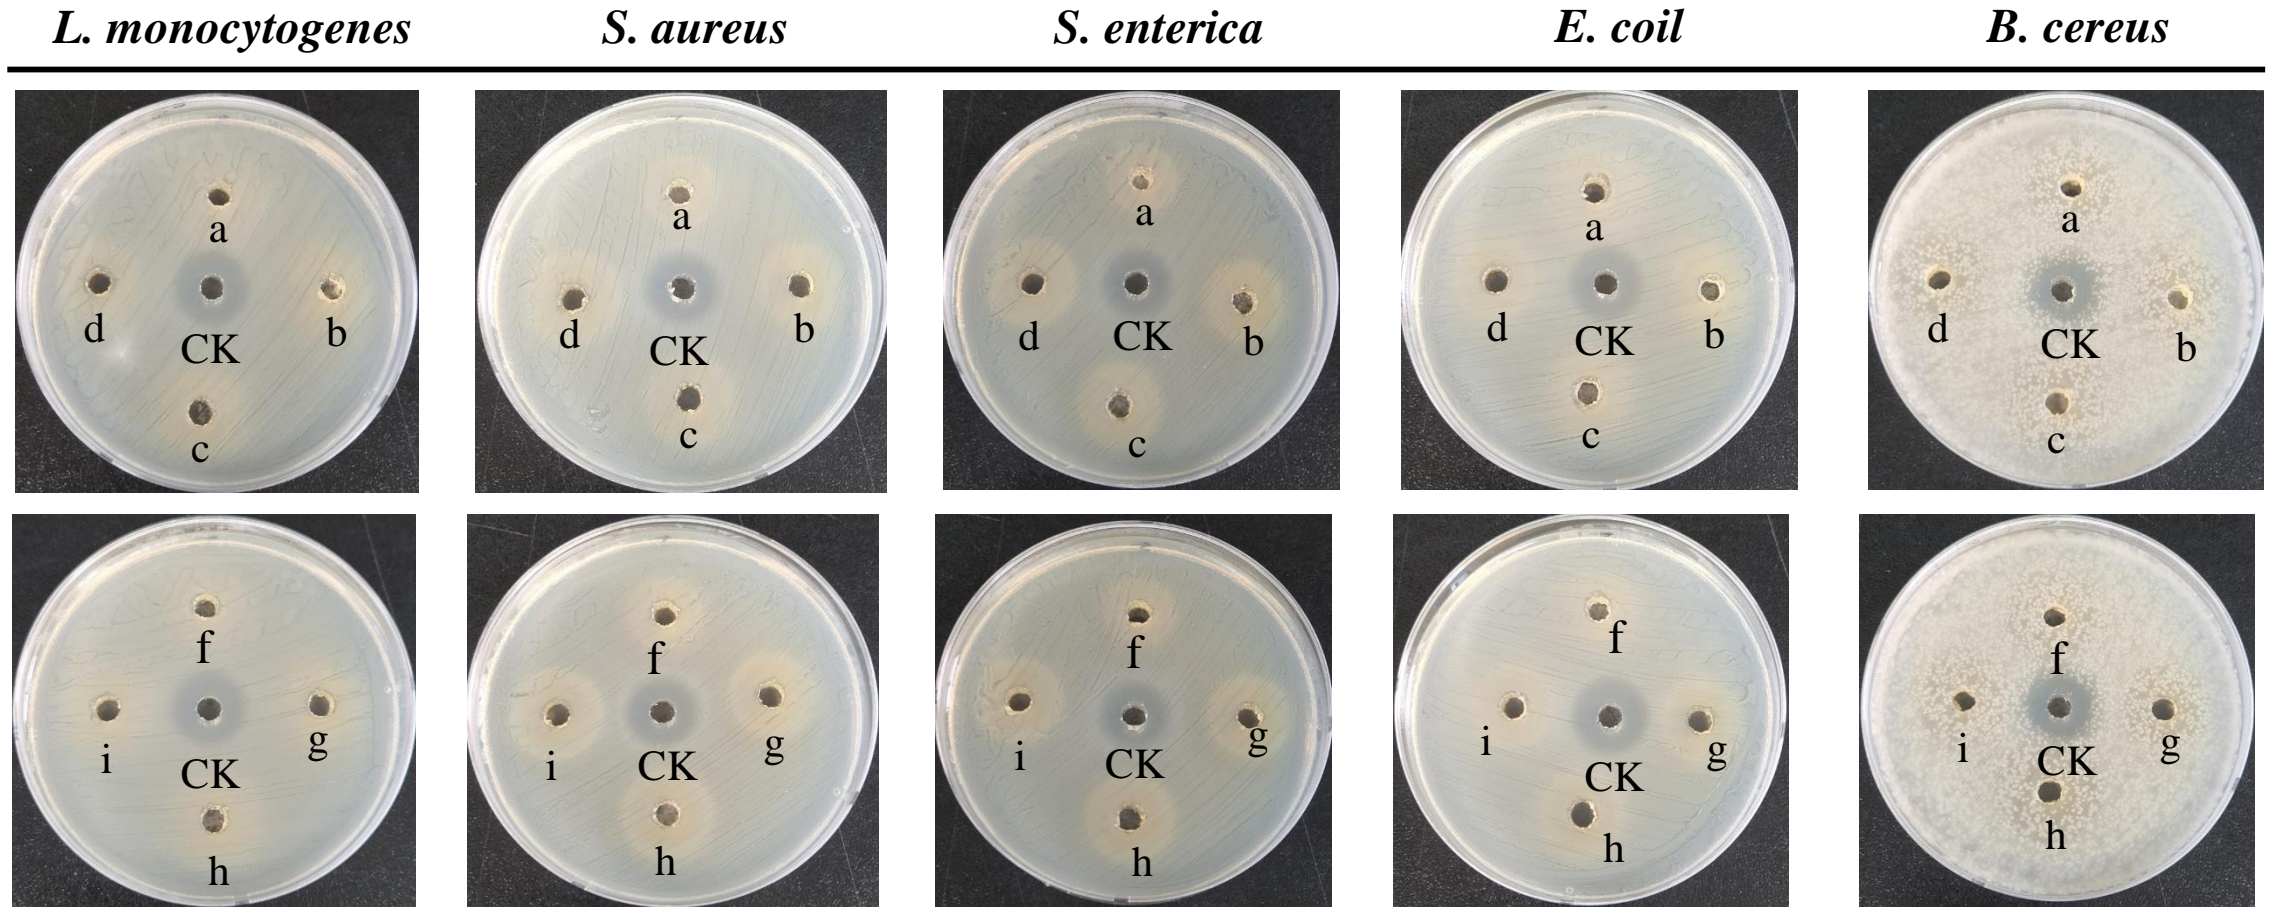 L. monocytogenes S. aureus S. enterica E. coil B. cereus
a a a a a
d CK b d CK b d CK b d CK b d CK b
c c c c c
f f f f f
i CK g i CK g i CK g i CK g i CK g
h h h h h